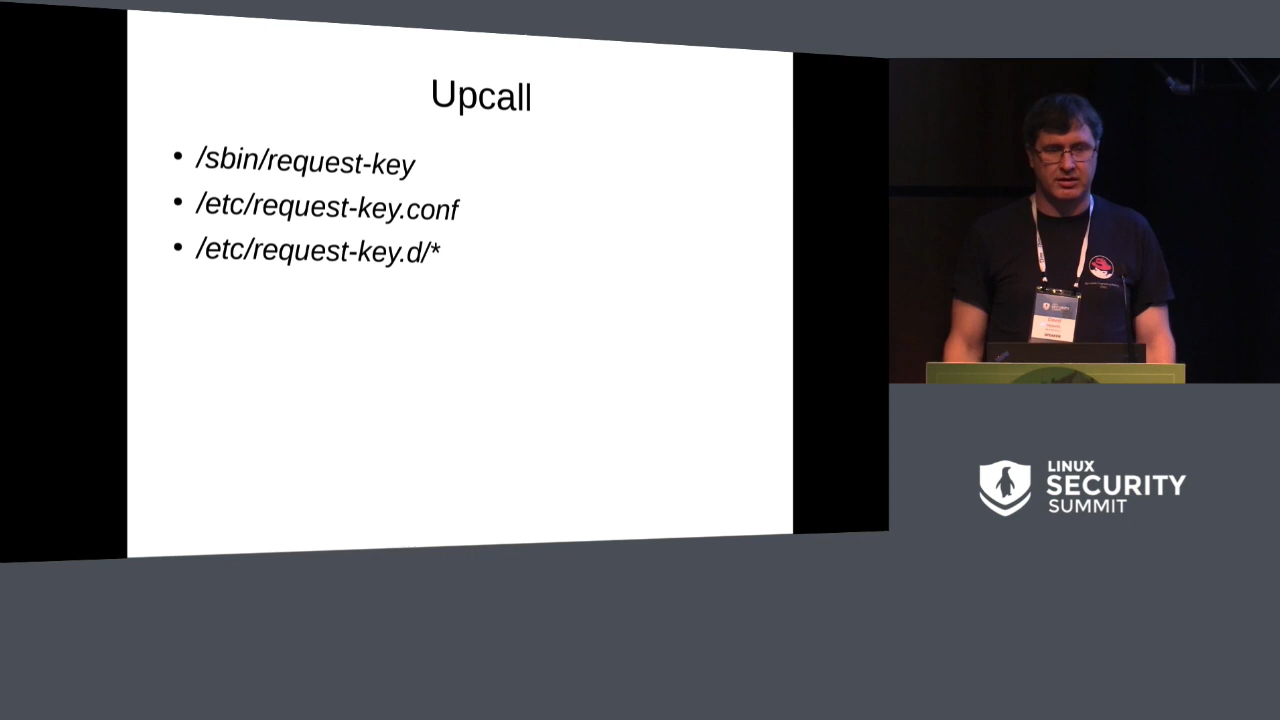 Upcall
• /sbin/request-key
• /etc/request-key.conf
• /etc/request-key.d/*
LINUX
SECURITY
SUMMIT